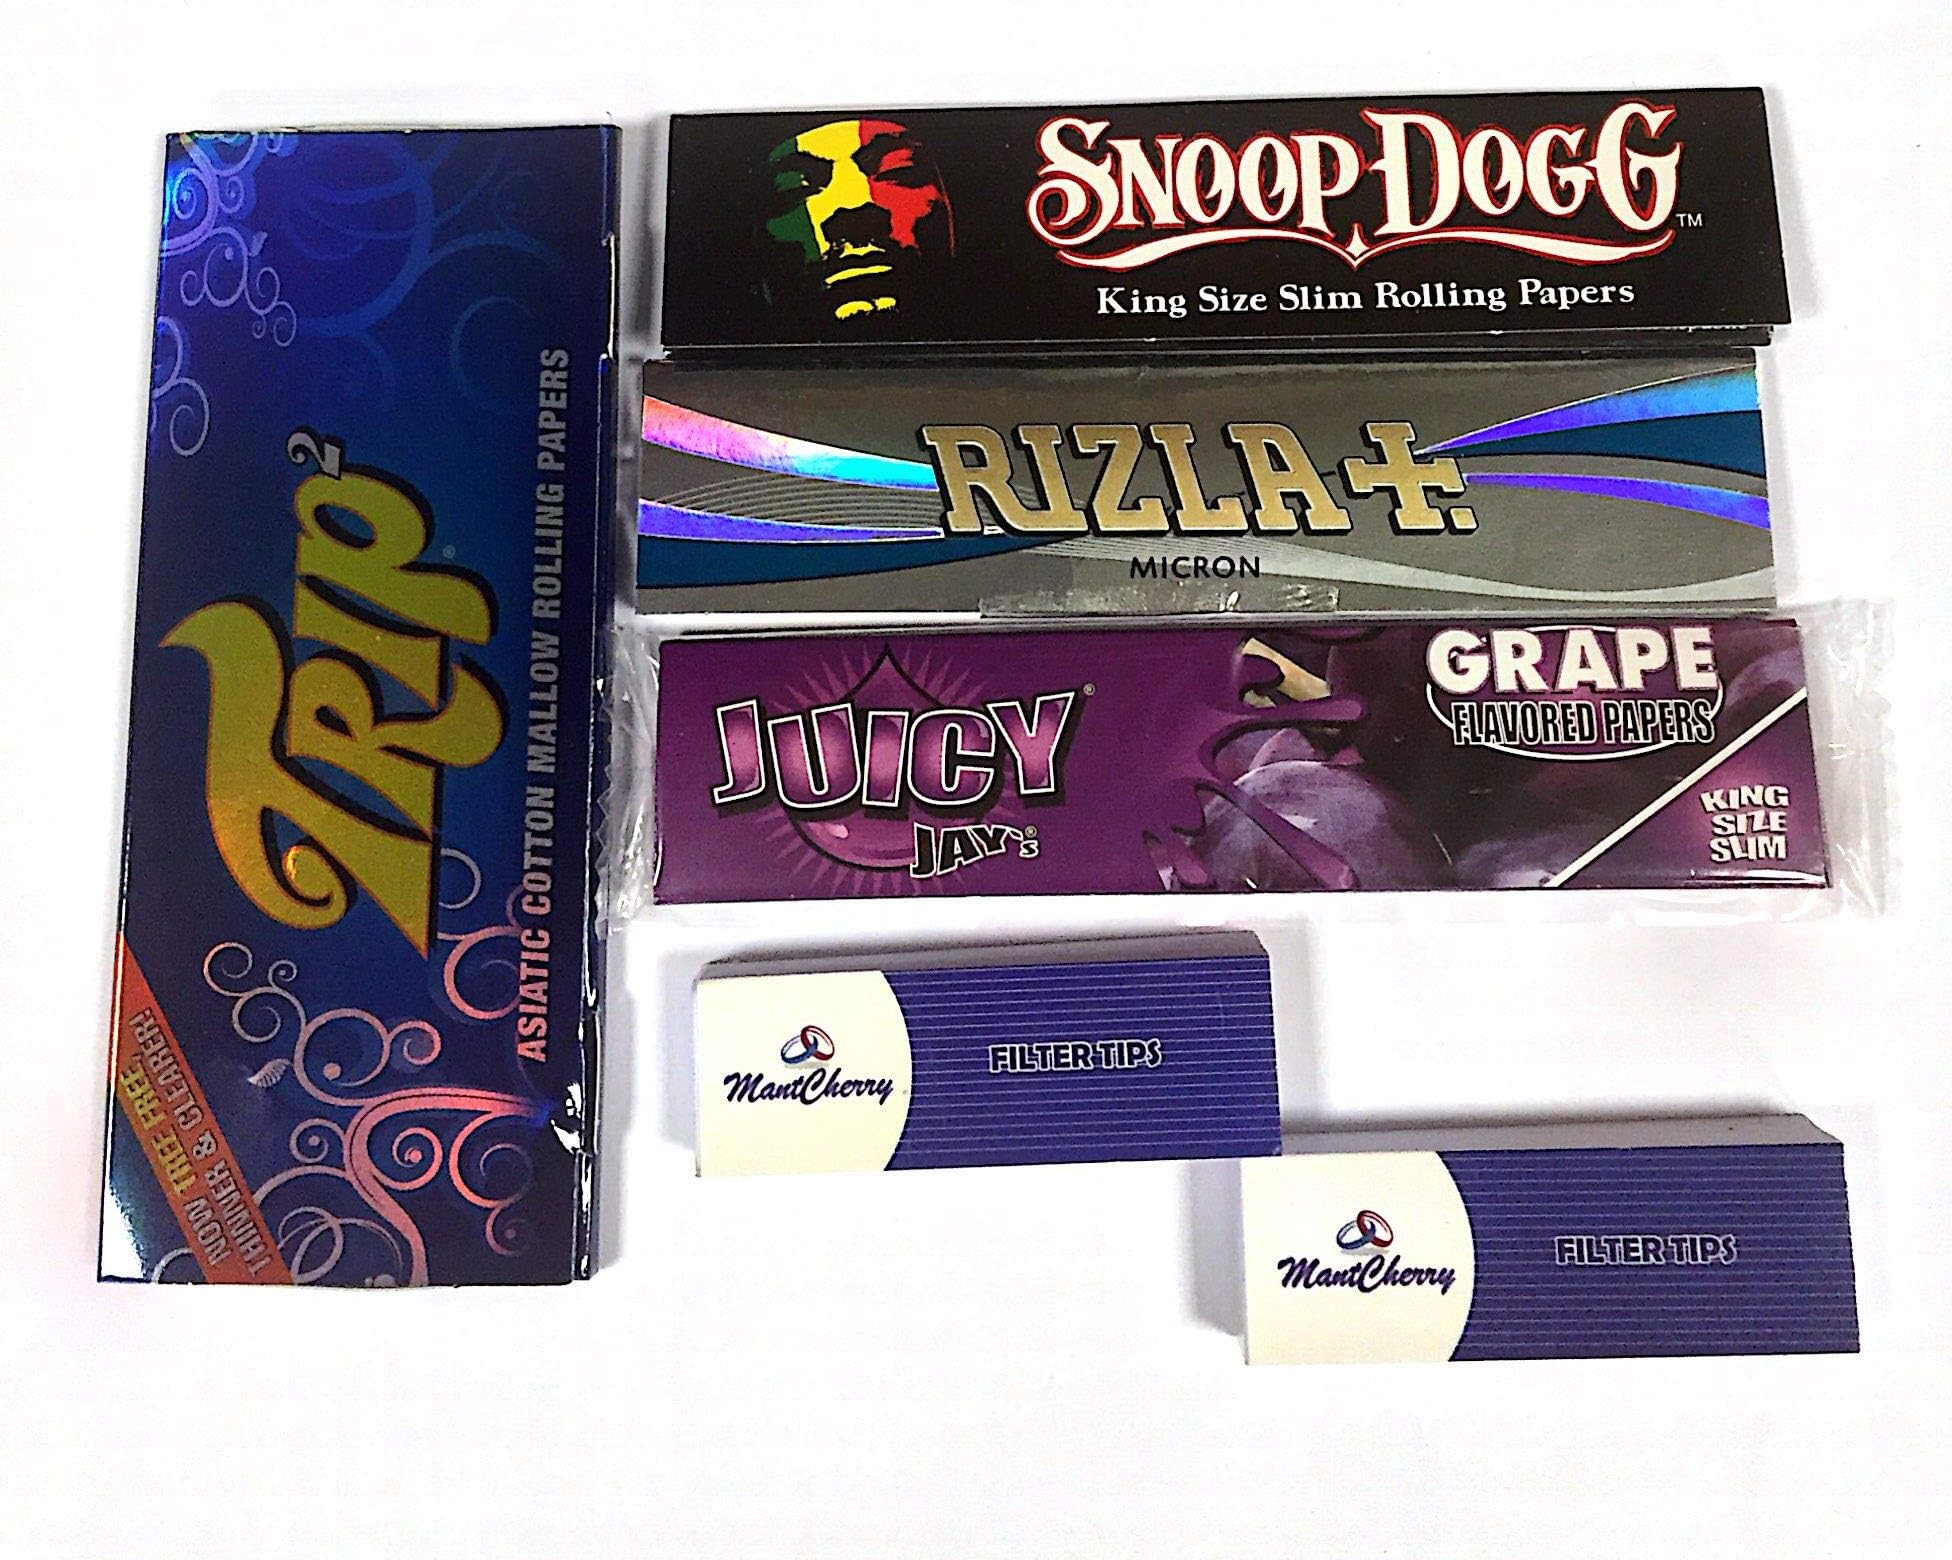 TRIP2®
ASIATIC COTTON MALLOW ROLLING PAPERS
NOW TREE FREE,
THINNER & CLEARER!
SNOOP DOGG™
King Size Slim Rolling Papers
RIZLA+.
MICRON
JUICY®
JAY's®
GRAPE
FLAVORED PAPERS
KING
SIZE
SLIM
MantCherry
FILTER TIPS
MantCherry
FILTER TIPS